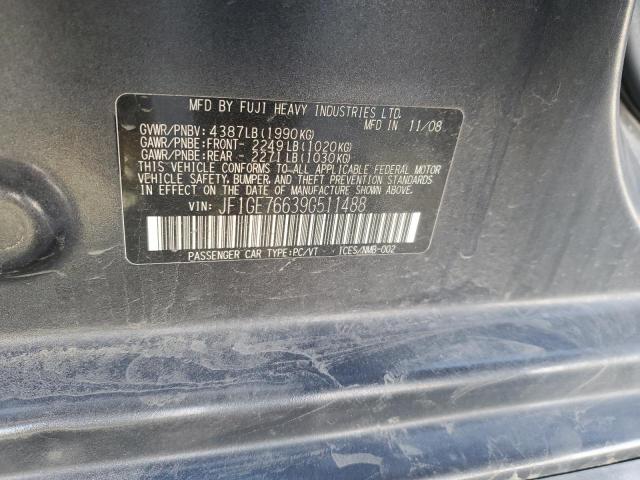 MFD BY FUJI HEAVY INDUSTRIES LTD.
MFD IN 11/08
GVWR/PNBV: 4387LB(1990KG)
GAWR/PNBE:FRONT- 2249LB(1020KG)
GAWR/PNBE:REAR - 2271LB(1030KG)
THIS VEHICLE CONFORMS TO ALL APPLICABLE FEDERAL MOTOR
VEHICLE SAFETY, BUMPER, AND THEFT PREVENTION STANDARDS
IN EFFECT ON THE DATE OF MANUFACTURE SHOWN ABOVE.
VIN: JF1GE76639G511488
PASSENGER CAR TYPE:PC/VT ICES/NMB-002